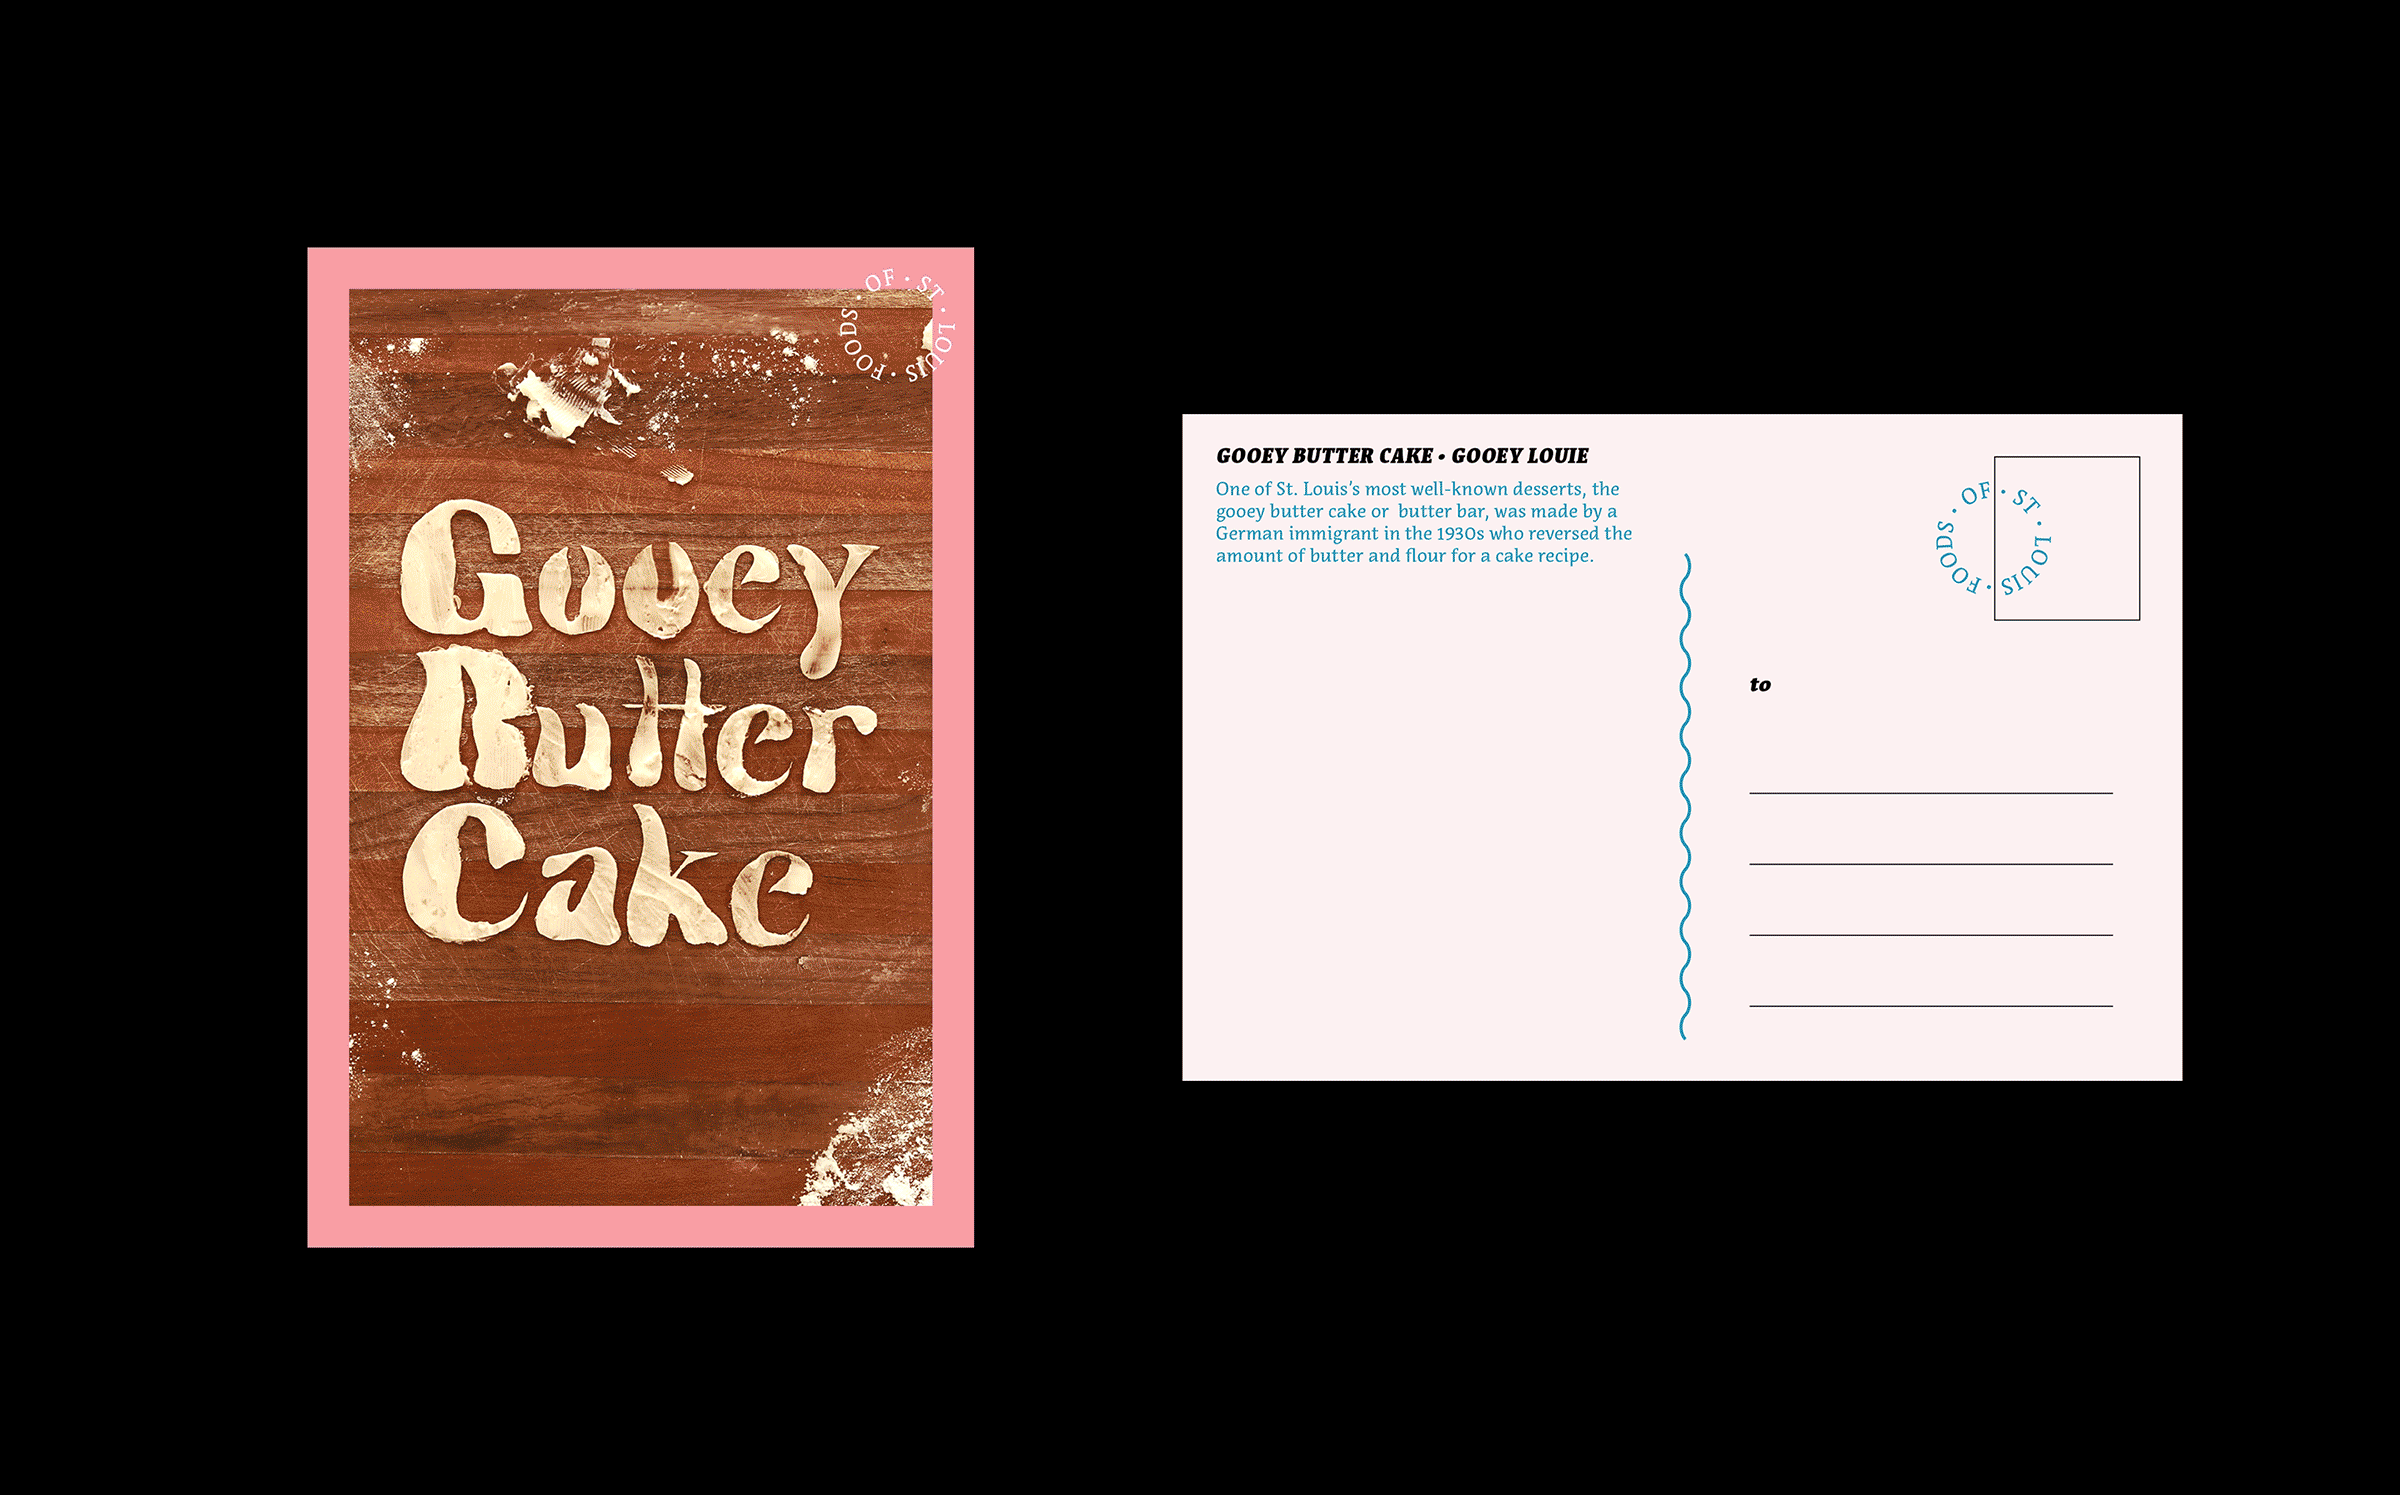 FOODS · OF · ST · LOUIS ·
Gooey
Butter
Cake
GOOEY BUTTER CAKE • GOOEY LOUIE
One of St. Louis’s most well-known desserts, the
gooey butter cake or  butter bar, was made by a
German immigrant in the 1930s who reversed the
amount of butter and flour for a cake recipe.
FOODS · OF · ST · LOUIS ·
to